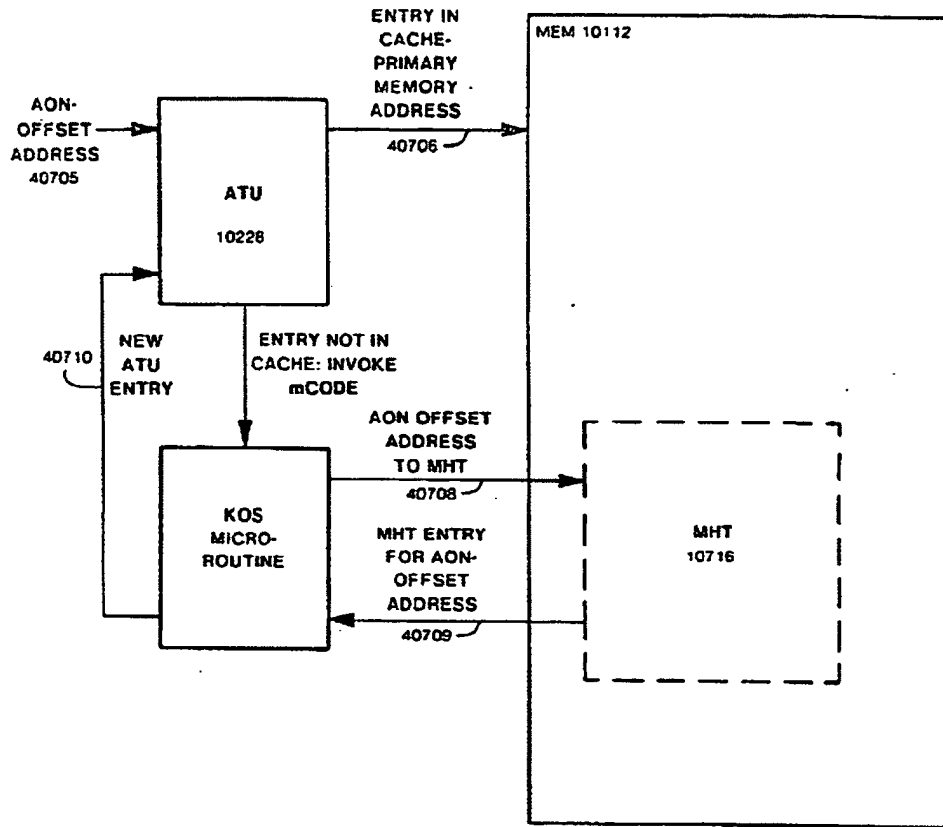 ENTRY IN
CACHE-
PRIMARY
MEMORY
ADDRESS
40706
MEM 10112
AON-
OFFSET
ADDRESS
40705
ATU
10228
40710
NEW
ATU
ENTRY
ENTRY NOT IN
CACHE: INVOKE
mCODE
AON OFFSET
ADDRESS
TO MHT
40708
KOS
MICRO-
ROUTINE
MHT ENTRY
FOR AON-
OFFSET
ADDRESS
40709
MHT
10716